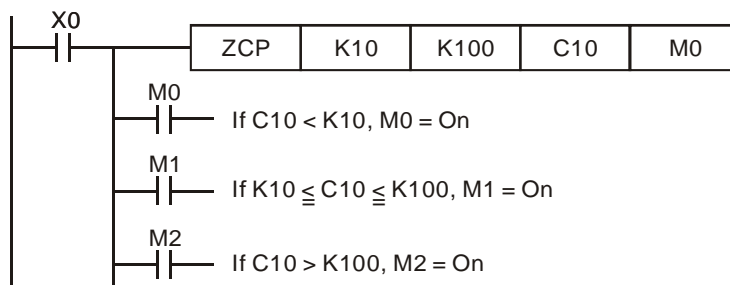 X0
ZCP K10 K100 C10 M0
M0
If C10 < K10, M0 = On
M1
If K10 ≦ C10 ≦ K100, M1 = On
M2
If C10 > K100, M2 = On